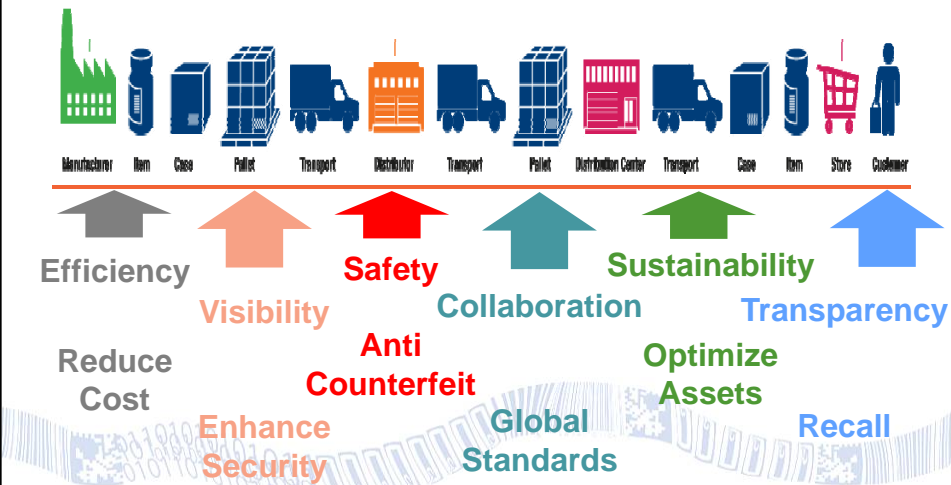 Manufacturer Item Case Pallet Transport Distributor Transport Pallet Distribution Center Transport Case Item Store Customer
Efficiency
Visibility
Safety
Collaboration
Sustainability
Transparency
Reduce
Cost
Enhance
Security
Anti
Counterfeit
Global
Standards
Optimize
Assets
Recall